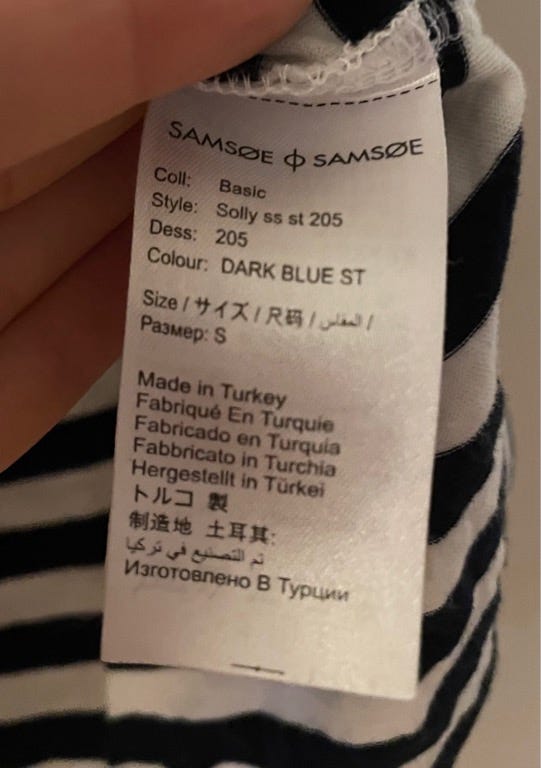 SAMSØE ф SAMSØE
Coll: Basic
Style: Solly ss st 205
Dess: 205
Colour: DARK BLUE ST
Size / サイズ / 尺码 / المقاس /
Размер: S
Made in Turkey
Fabriqué En Turquie
Fabricado en Turquia
Fabbricato in Turchia
Hergestellt in Türkei
トルコ 製
制造地 土耳其:
تم التصنيع في تركيا
Изготовлено В Турции